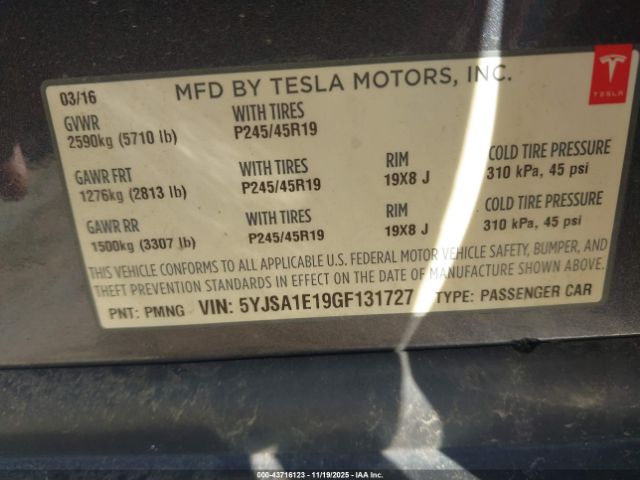 03/16 MFD BY TESLA MOTORS, INC.
TESLA
GVWR WITH TIRES
2590kg (5710 lb) P245/45R19
GAWR FRT WITH TIRES RIM COLD TIRE PRESSURE
1276kg (2813 lb) P245/45R19 19X8 J 310 kPa, 45 psi
GAWR RR WITH TIRES RIM COLD TIRE PRESSURE
1500kg (3307 lb) P245/45R19 19X8 J 310 kPa, 45 psi
THIS VEHICLE CONFORMS TO ALL APPLICABLE U.S. FEDERAL MOTOR VEHICLE SAFETY, BUMPER, AND
THEFT PREVENTION STANDARDS IN EFFECT ON THE DATE OF MANUFACTURE SHOWN ABOVE.
PNT: PMNG VIN: 5YJSA1E19GF131727 TYPE: PASSENGER CAR
000-43716123 - 11/19/2025 - IAA Inc.